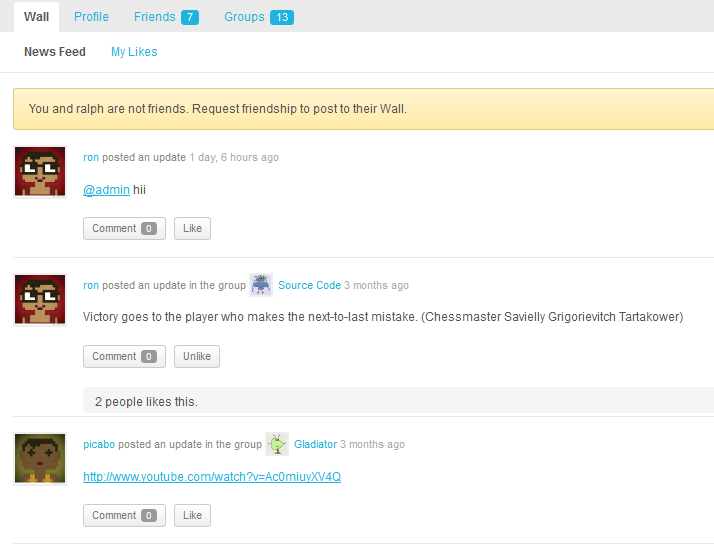 Wall Profile Friends 7 Groups 13
News Feed My Likes
You and ralph are not friends. Request friendship to post to their Wall.
ron posted an update 1 day, 6 hours ago
@admin hii
Comment 0 Like
ron posted an update in the group Source Code 3 months ago
Victory goes to the player who makes the next-to-last mistake. (Chessmaster Savielly Grigorievitch Tartakower)
Comment 0 Unlike
2 people likes this.
picabo posted an update in the group Gladiator 3 months ago
http://www.youtube.com/watch?v=Ac0miuyXV4Q
Comment 0 Like